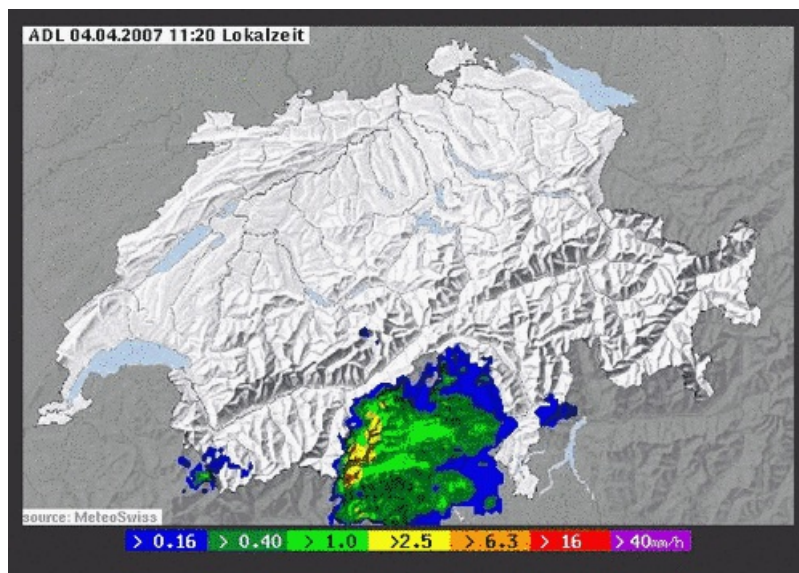 ADL 04.04.2007 11:20 Lokalzeit
source: MeteoSwiss
> 0.16 > 0.40 > 1.0 >2.5 > 6.3 > 16 > 40mm/h